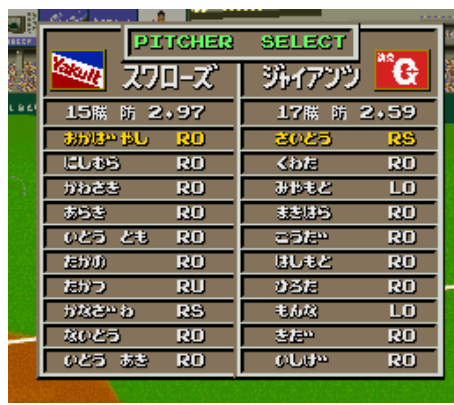 PITCHER SELECT
Yakult スワローズ ジャイアンツ G
15勝 防 2.97 17勝 防 2.59
おかばやし RO さいとう RS
にしむら RO くわた RO
かわさき RO みやもと LO
あらき RO まきはら RO
いとう とも RO こうだ RO
たかの RO はしもと RO
たかつ RU ひろた RO
かなざわ RS もんな LO
ないとう RO きだ RO
いとう あき RO いしげ RO